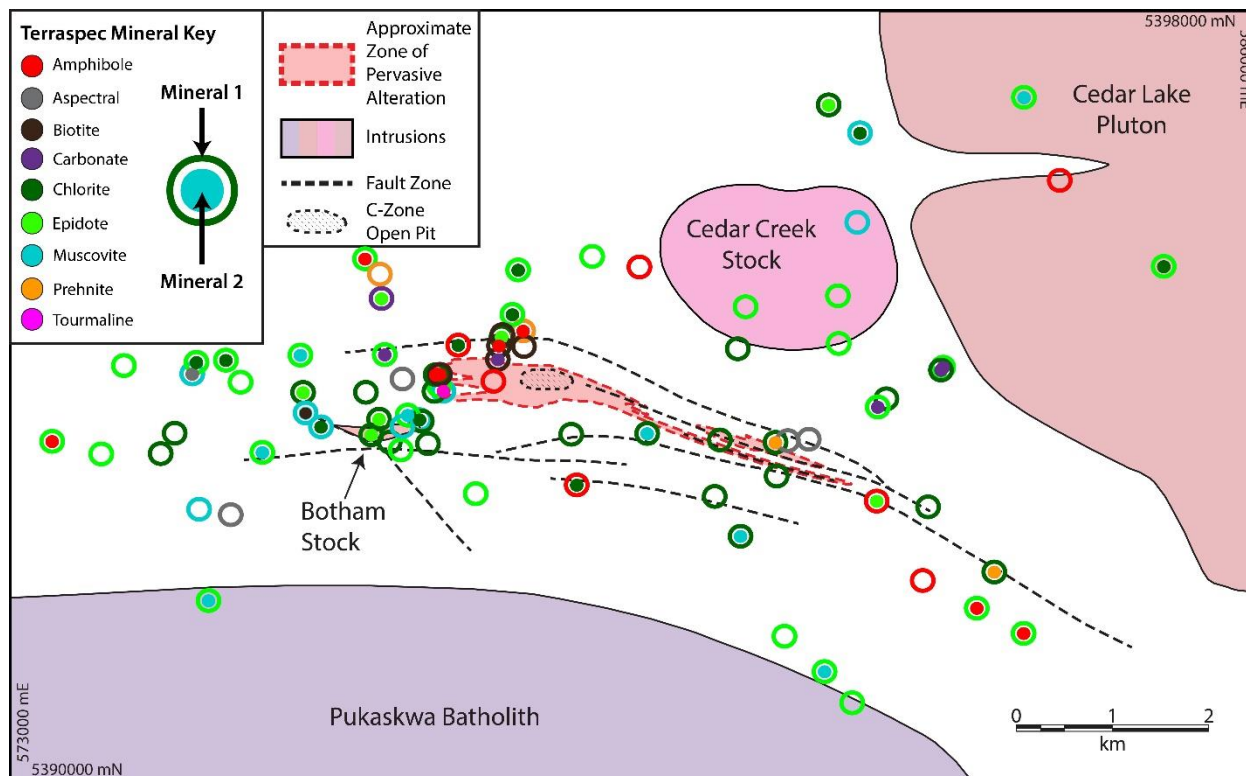 Terraspec Mineral Key
Amphibole
Aspectral
Biotite
Carbonate
Chlorite
Epidote
Muscovite
Prehnite
Tourmaline
Mineral 1
Mineral 2
Approximate
Zone of
Pervasive
Alteration
Intrusions
Fault Zone
C-Zone
Open Pit
5398000 mN
586000 mE
Cedar Lake
Pluton
Cedar Creek
Stock
Botham
Stock
Pukaskwa Batholith
0 1 2
km
573000 mE
5390000 mN